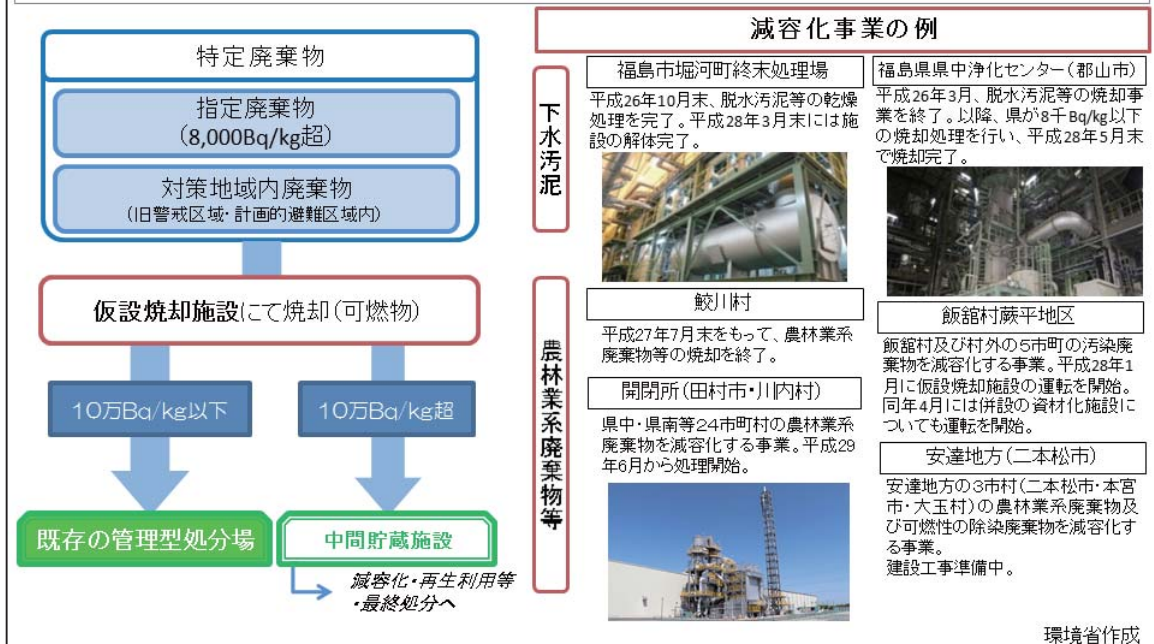 特定廃棄物
指定廃棄物
(8,000Bq/kg超)
対策地域内廃棄物
(旧警戒区域・計画的避難区域内)
仮設焼却施設にて焼却(可燃物)
10万Bq/kg以下
10万Bq/kg超
既存の管理型処分場
中間貯蔵施設
減容化・再生利用等
・最終処分へ
減容化事業の例
下水汚泥
福島市堀河町終末処理場
平成26年10月末、脱水汚泥等の乾燥
処理を完了。平成28年3月末には施
設の解体完了。
福島県県中浄化センター(郡山市)
平成26年3月、脱水汚泥等の焼却事
業を終了。以降、県が8千Bq/kg以下
の焼却処理を行い、平成28年5月末
で焼却完了。
農林業系廃棄物等
鮫川村
平成27年7月末をもって、農林業系
廃棄物等の焼却を終了。
開閉所(田村市・川内村)
県中・県南等24市町村の農林業系
廃棄物を減容化する事業。平成29
年6月から処理開始。
飯舘村蕨平地区
飯舘村及び村外の5市町の汚染廃
棄物を減容化する事業。平成28年1
月に仮設焼却施設の運転を開始。
同年4月には併設の資材化施設に
ついても運転を開始。
安達地方(二本松市)
安達地方の3市村(二本松市・本宮
市・大玉村)の農林業系廃棄物及
び可燃性の除染廃棄物を減容化す
る事業。
建設工事準備中。
環境省作成